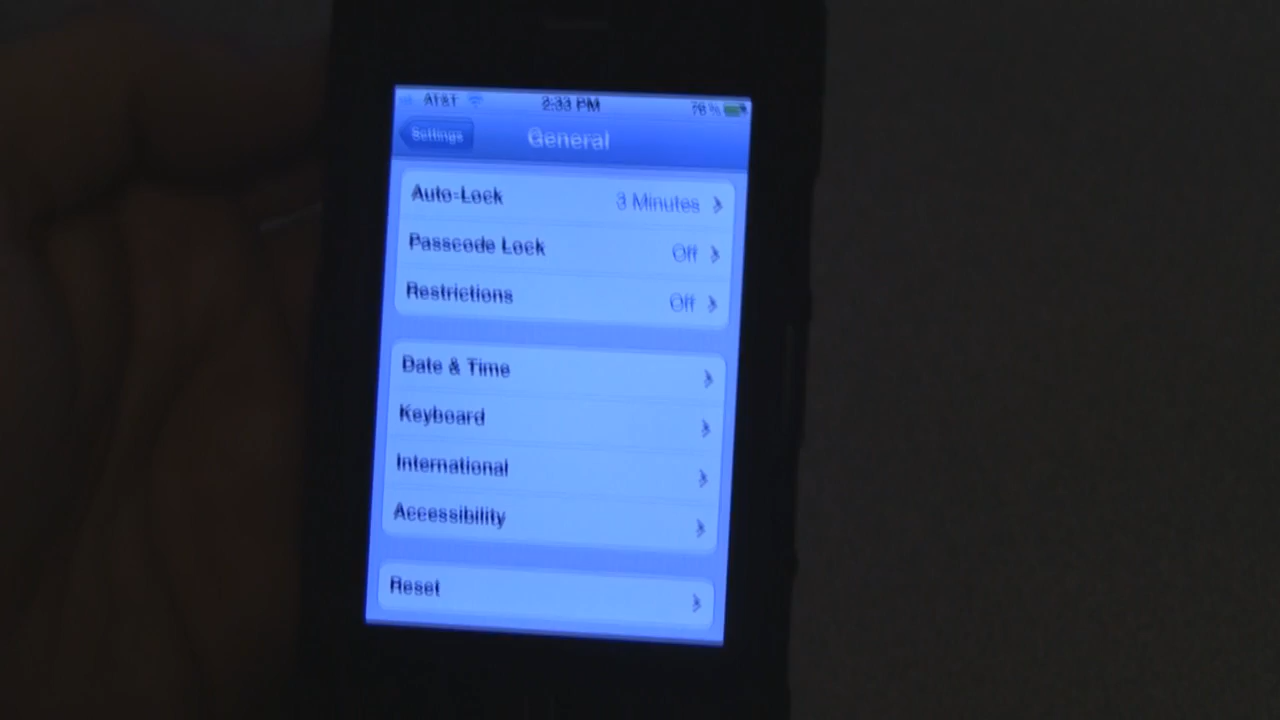 AT&T 2:33 PM 78%
Settings General
Auto-Lock 3 Minutes
Passcode Lock Off
Restrictions Off
Date & Time
Keyboard
International
Accessibility
Reset